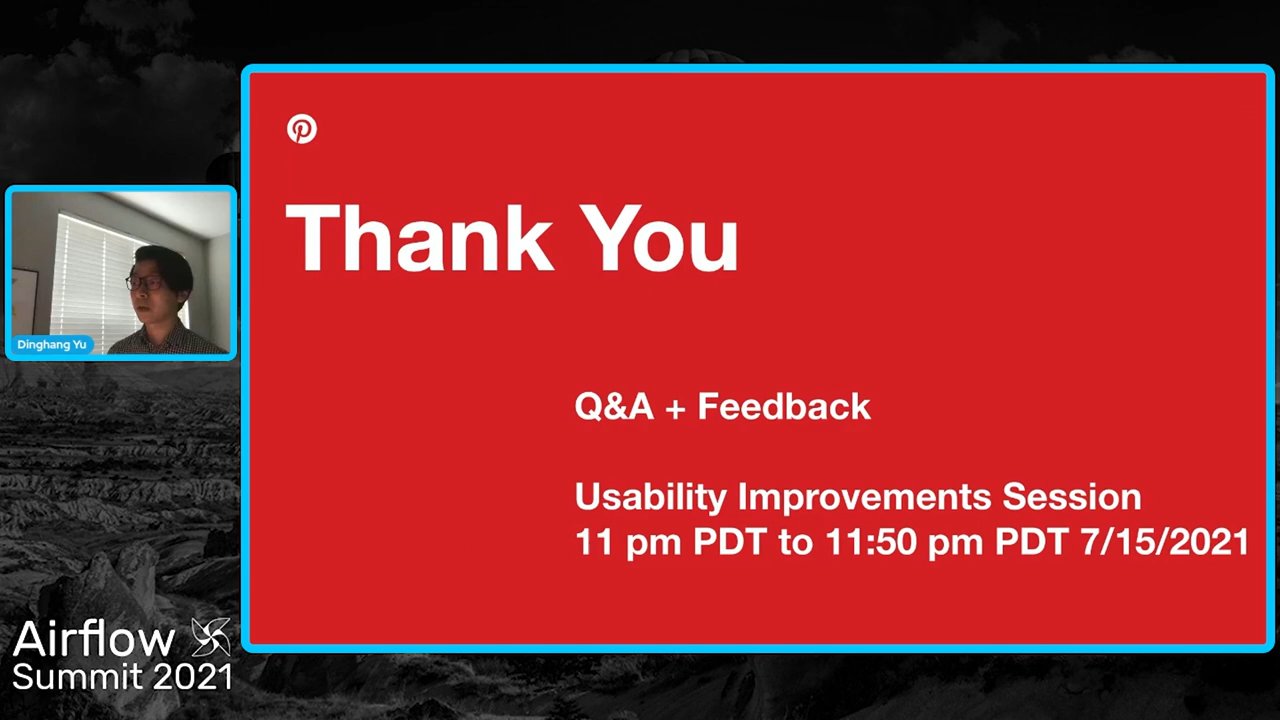 Thank You
Q&A + Feedback
Usability Improvements Session
11 pm PDT to 11:50 pm PDT 7/15/2021
Dinghang Yu
Airflow
Summit 2021